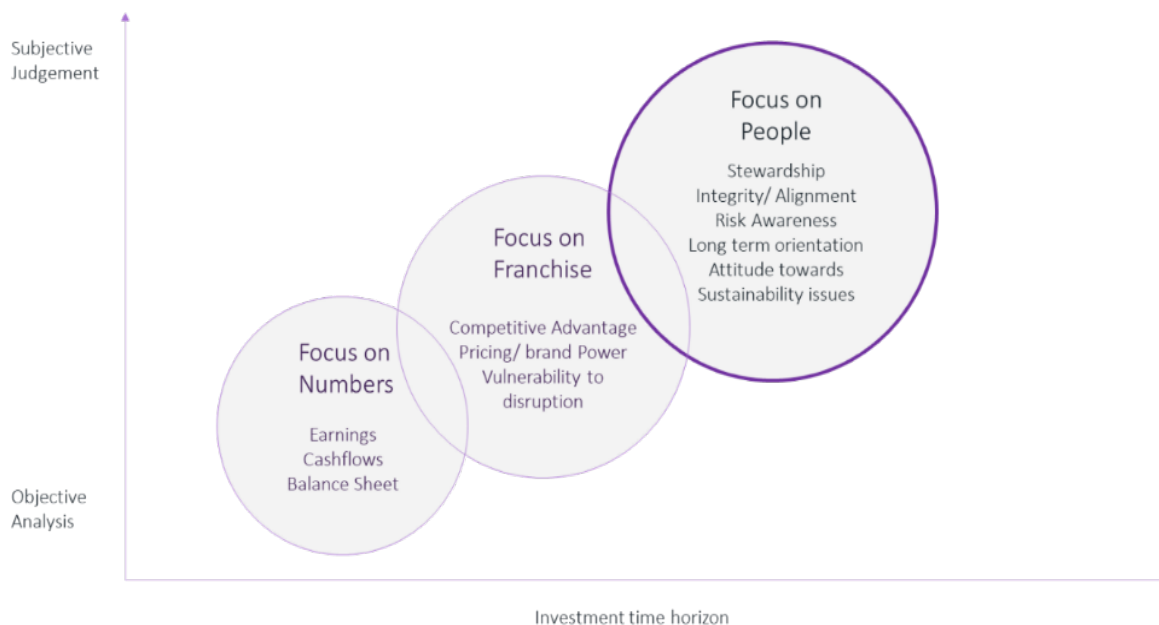 Subjective
Judgement
Focus on
People
Stewardship
Integrity/ Alignment
Risk Awareness
Long term orientation
Attitude towards
Sustainability issues
Focus on
Franchise
Competitive Advantage
Pricing/ brand Power
Vulnerability to
disruption
Focus on
Numbers
Earnings
Cashflows
Balance Sheet
Objective
Analysis
Investment time horizon